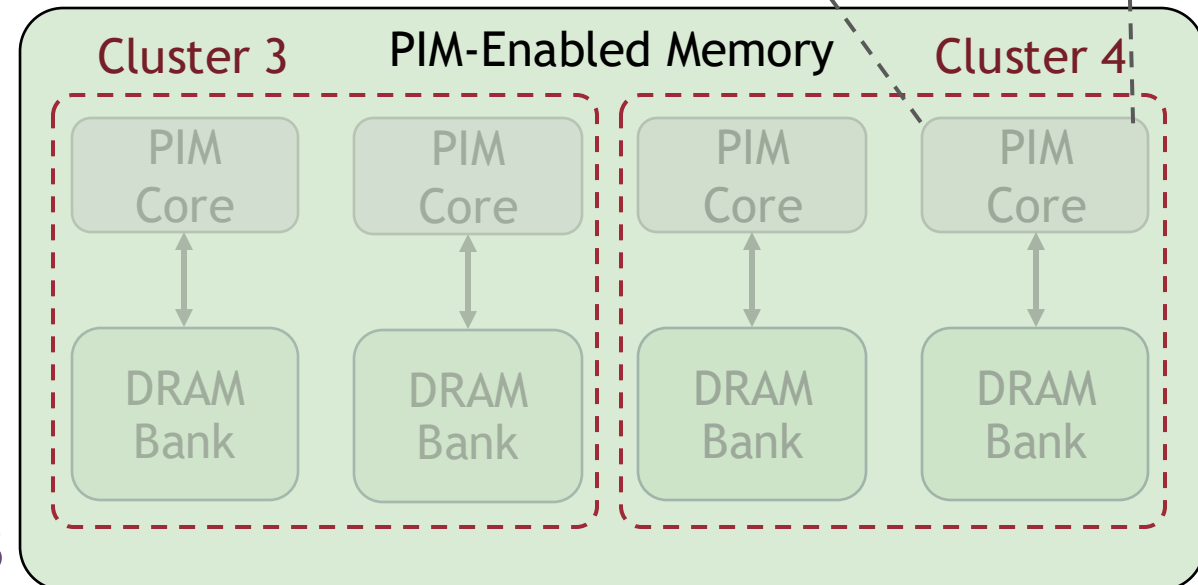 Cluster 3 PIM-Enabled Memory Cluster 4
PIM PIM PIM PIM
Core Core Core Core
DRAM DRAM DRAM DRAM
Bank Bank Bank Bank